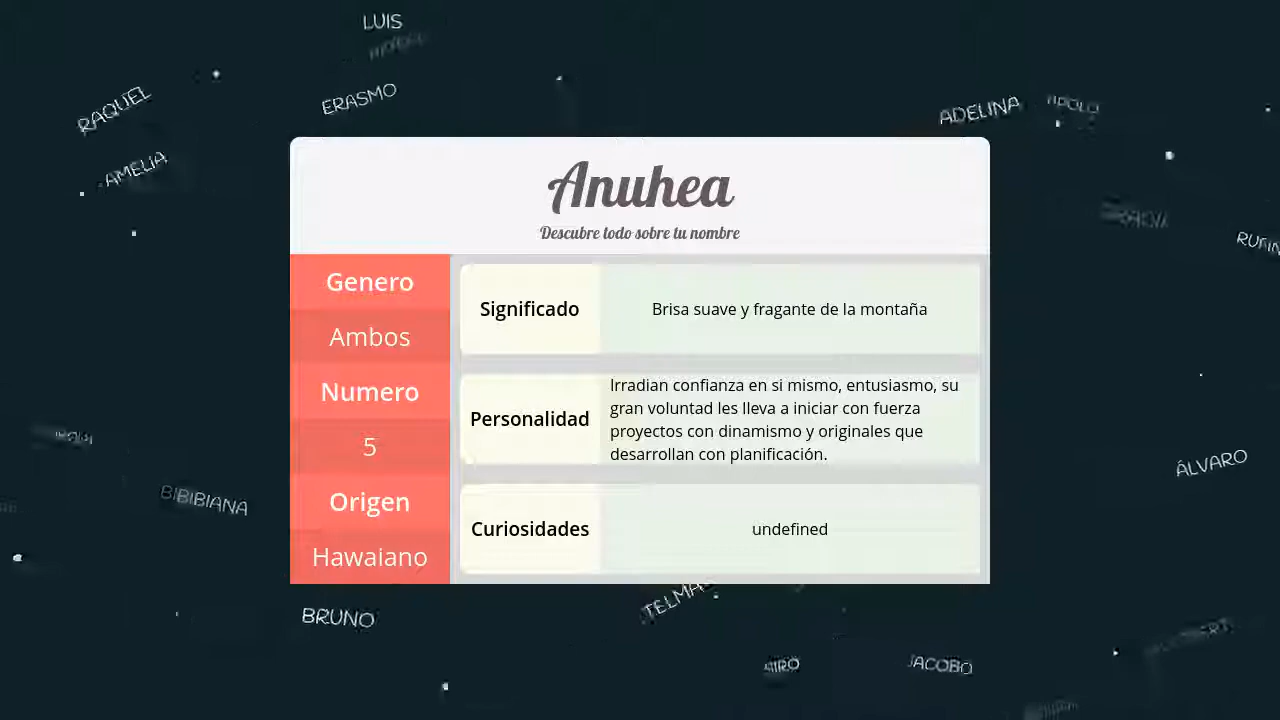 LUIS
RAQUEL
ERASMO
ADELINA
APOLO
AMELIA
Anuhea
Descubre todo sobre tu nombre
Genero
Ambos
Numero
5
Origen
Hawaiano
Significado
Brisa suave y fragante de la montaña
Personalidad
Irradian confianza en si mismo, entusiasmo, su
gran voluntad les lleva a iniciar con fuerza
proyectos con dinamismo y originales que
desarrollan con planificación.
Curiosidades
undefined
ÁLVARO
BIBIBIANA
BRUNO
SIRO
JACOBO